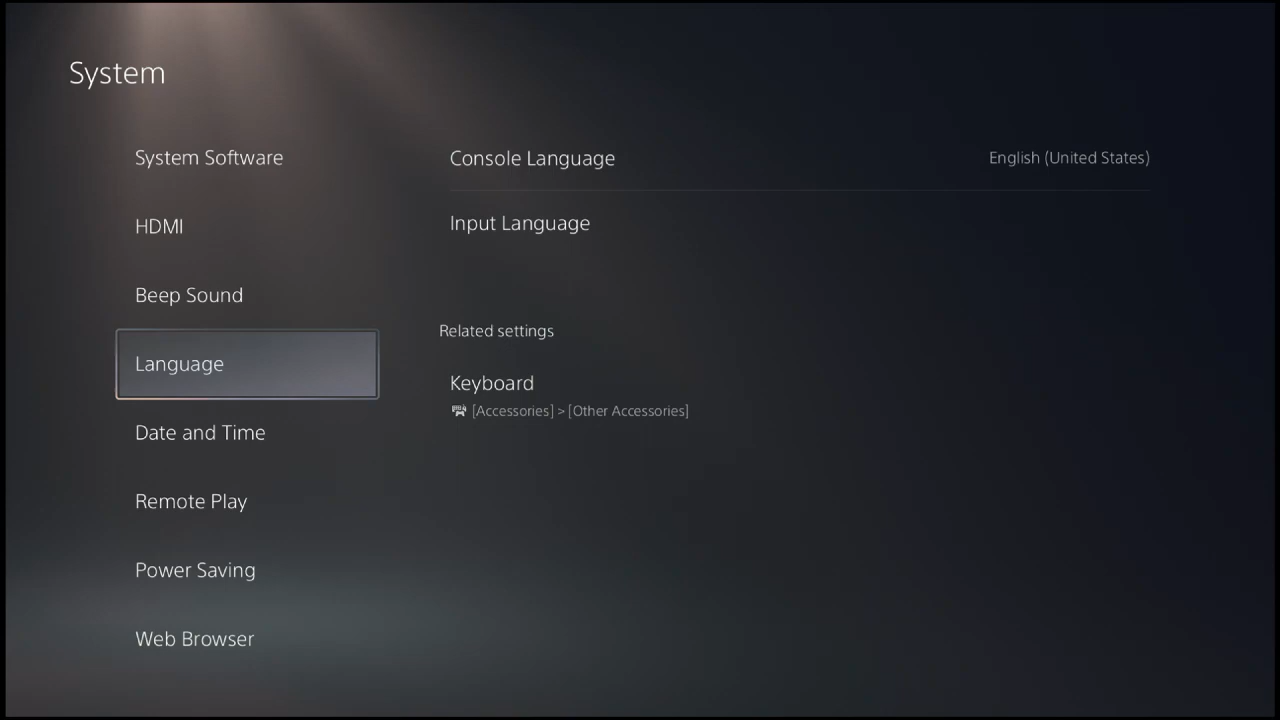 System
System Software
HDMI
Beep Sound
Language
Date and Time
Remote Play
Power Saving
Web Browser
Console Language
English (United States)
Input Language
Related settings
Keyboard
[Accessories] > [Other Accessories]